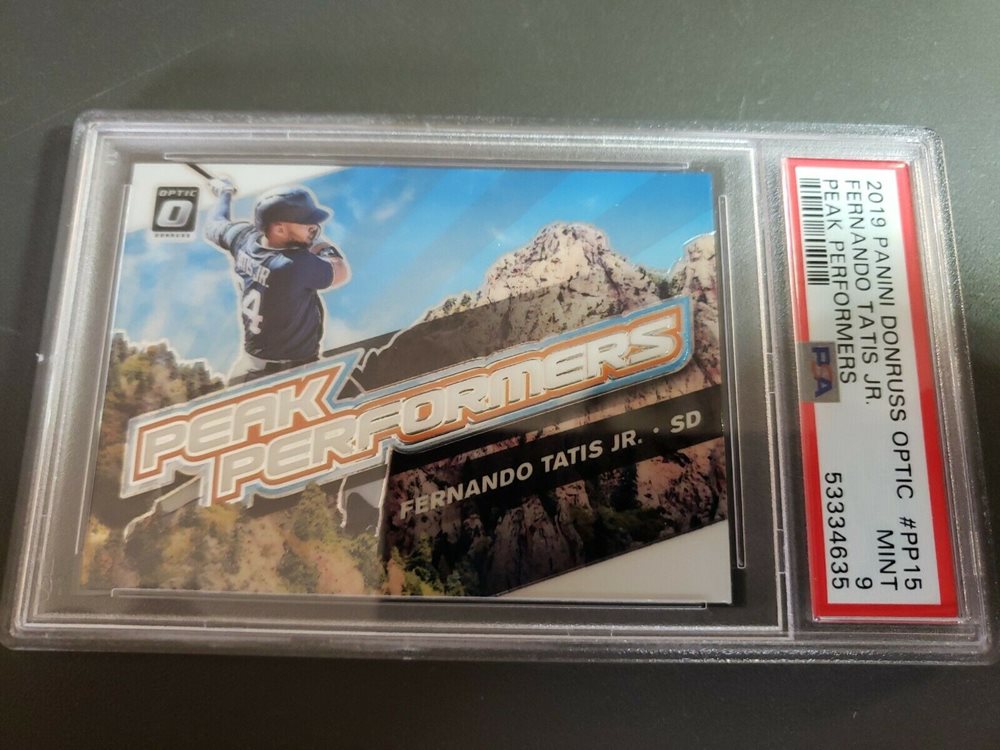 OPTIC
DONRUSS
4
PEAK
PERFORMERS
FERNANDO TATIS JR. · SD
2019 PANINI DONRUSS OPTIC #PP15
FERNANDO TATIS JR. MINT
PEAK PERFORMERS 9
PSA
53334635